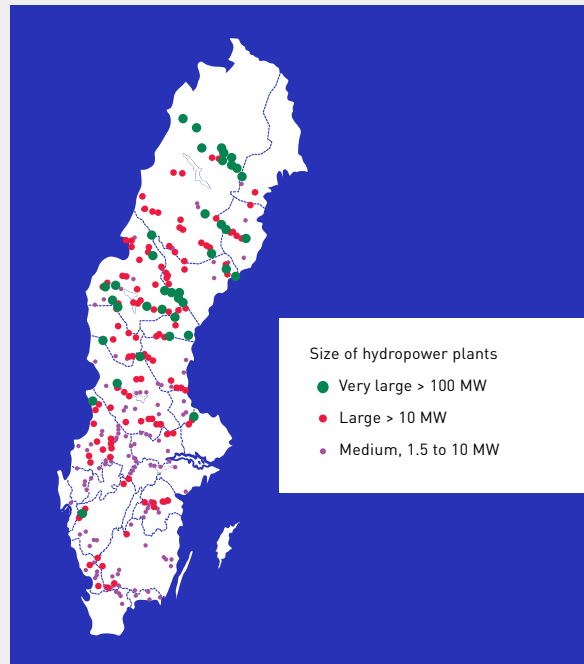 Size of hydropower plants
Very large > 100 MW
Large > 10 MW
Medium, 1.5 to 10 MW